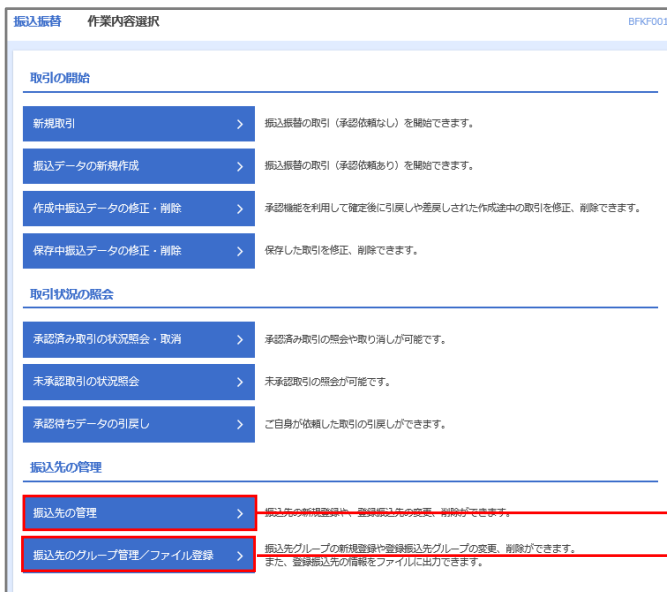 振込振替 作業内容選択 BFKF001
取引の開始
新規取引 振込振替の取引（承認依頼なし）を開始できます。
振込データの新規作成 振込振替の取引（承認依頼あり）を開始できます。
作成中振込データの修正・削除 承認機能を利用して確定後に引戻しや差戻しされた作成途中の取引を修正、削除できます。
保存中振込データの修正・削除 保存した取引を修正、削除できます。
取引状況の照会
承認済み取引の状況照会・取消 承認済み取引の照会や取り消しが可能です。
未承認取引の状況照会 未承認取引の照会が可能です。
承認待ちデータの引戻し ご自身が依頼した取引の引戻しができます。
振込先の管理
振込先の管理 振込先の新規登録や、登録振込先の変更、削除ができます。
振込先のグループ管理／ファイル登録 振込先グループの新規登録や登録振込先グループの変更、削除ができます。
また、登録振込先の情報をファイルに出力できます。